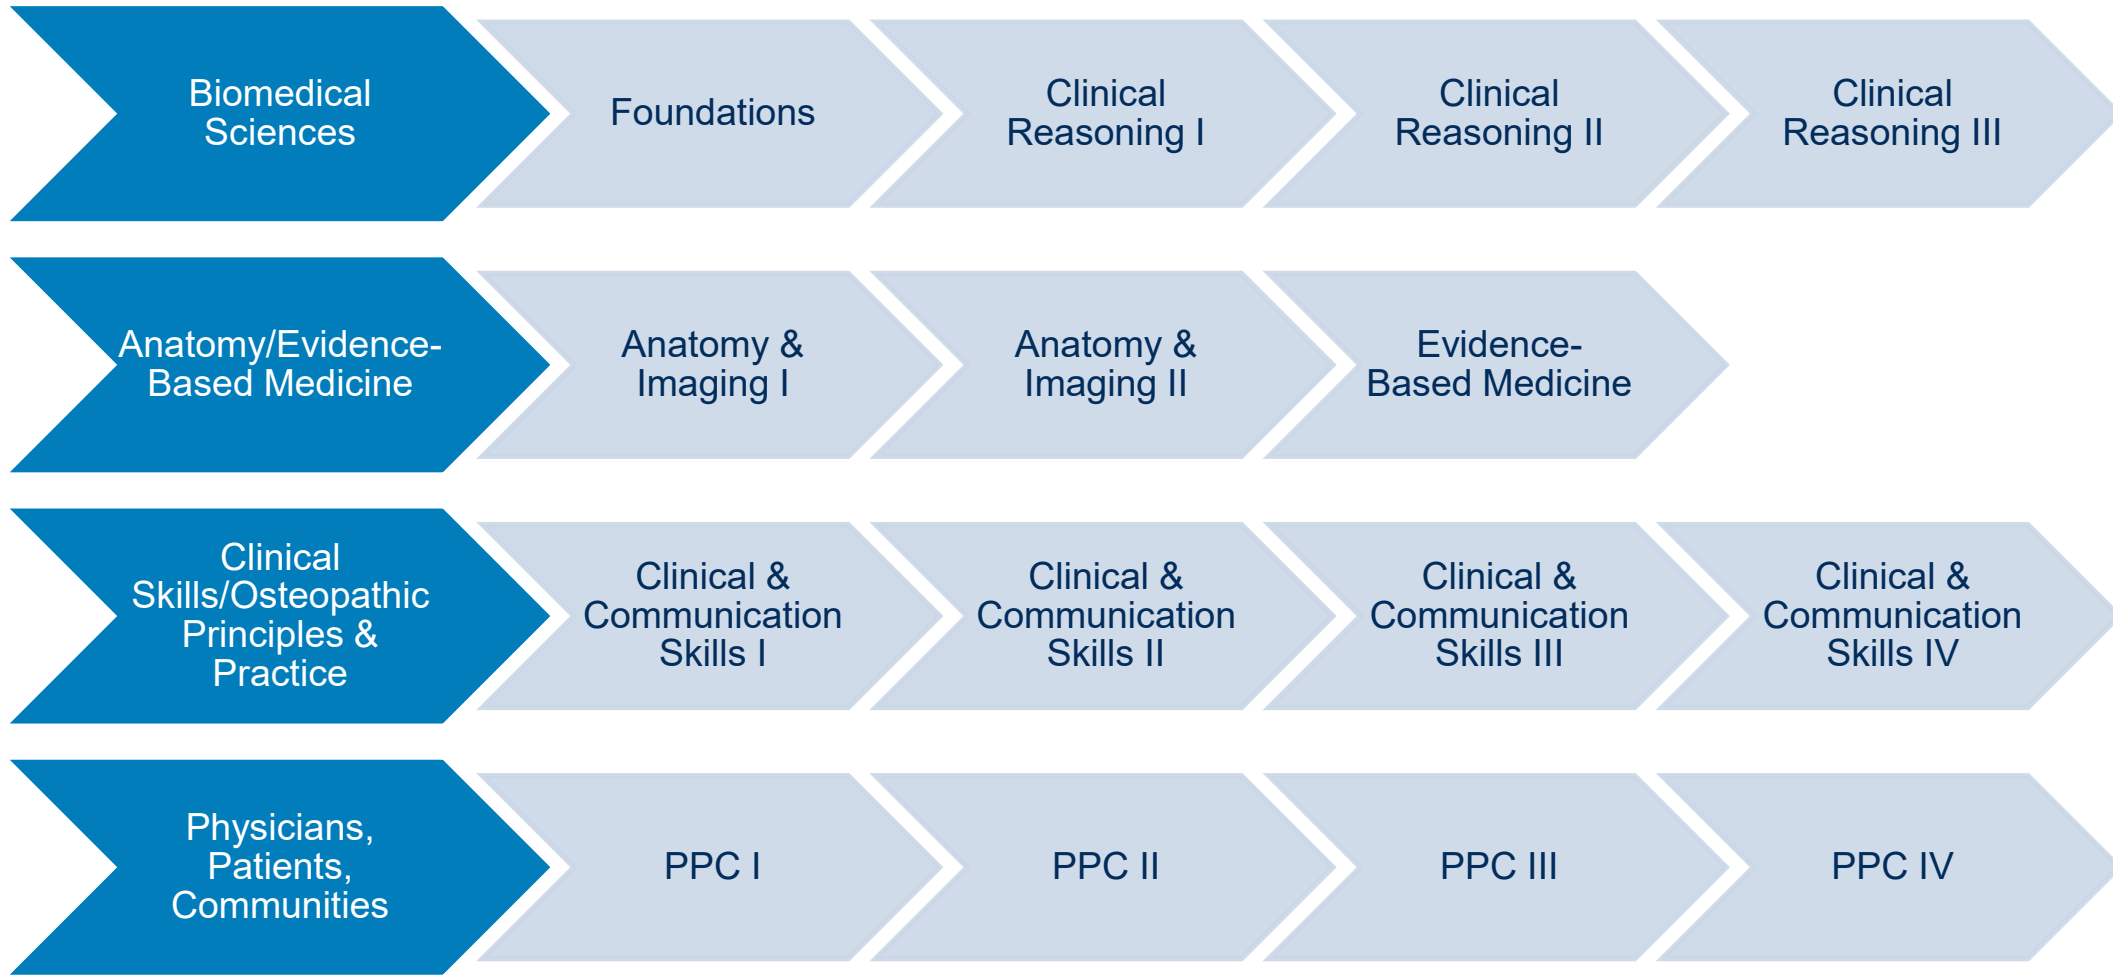 Biomedical
Sciences
Foundations
Clinical
Reasoning I
Clinical
Reasoning II
Clinical
Reasoning III
Anatomy/Evidence-
Based Medicine
Anatomy &
Imaging I
Anatomy &
Imaging II
Evidence-
Based Medicine
Clinical
Skills/Osteopathic
Principles &
Practice
Clinical &
Communication
Skills I
Clinical &
Communication
Skills II
Clinical &
Communication
Skills III
Clinical &
Communication
Skills IV
Physicians,
Patients,
Communities
PPC I
PPC II
PPC III
PPC IV